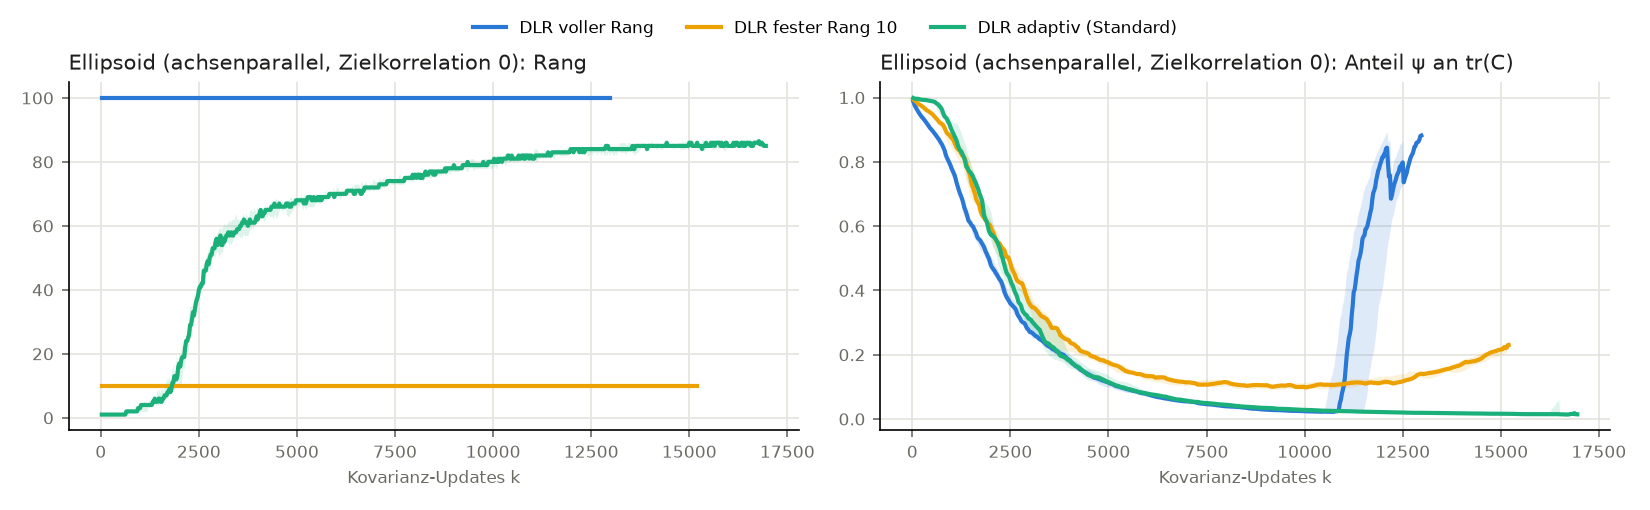 DLR voller Rang DLR fester Rang 10 DLR adaptiv (Standard)
Ellipsoid (achsenparallel, Zielkorrelation 0): Rang
100
80
60
40
20
0
0 2500 5000 7500 10000 12500 15000 17500
Kovarianz-Updates k
Ellipsoid (achsenparallel, Zielkorrelation 0): Anteil ψ an tr(C)
1.0
0.8
0.6
0.4
0.2
0.0
0 2500 5000 7500 10000 12500 15000 17500
Kovarianz-Updates k